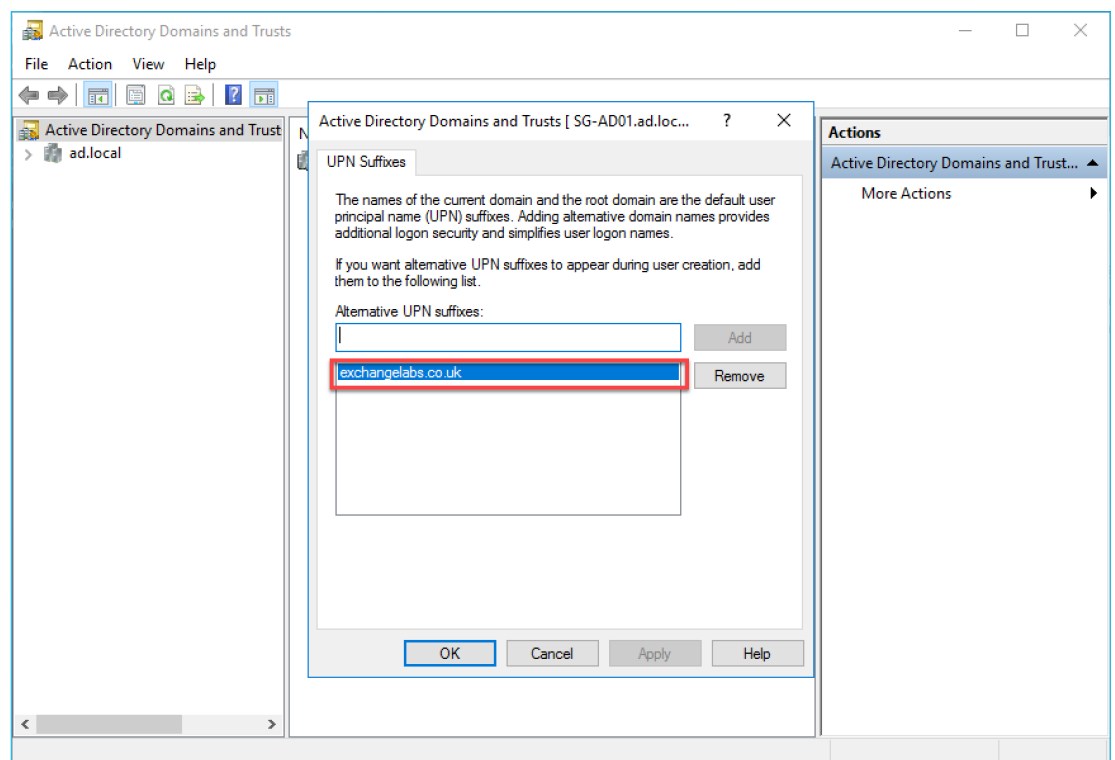 Active Directory Domains and Trusts
File Action View Help
Active Directory Domains and Trust
ad.local
N
Active Directory Domains and Trusts [ SG-AD01.ad.loc... ?
UPN Suffixes
The names of the current domain and the root domain are the default user
principal name (UPN) suffixes. Adding alternative domain names provides
additional logon security and simplifies user logon names.
If you want alternative UPN suffixes to appear during user creation, add
them to the following list.
Alternative UPN suffixes:
Add
exchangelabs.co.uk
Remove
OK Cancel Apply Help
Actions
Active Directory Domains and Trust...
More Actions